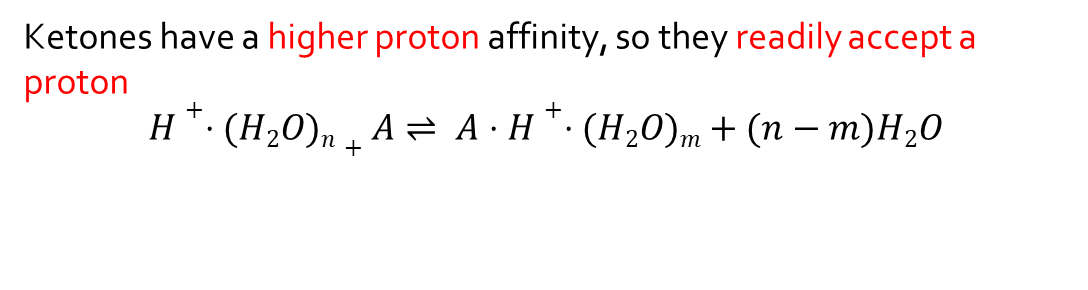 Ketones have a higher proton affinity, so they readily accept a
proton
H⁺· (H₂O)ₙ + A ⇌ A · H⁺· (H₂O)ₘ + (n − m)H₂O